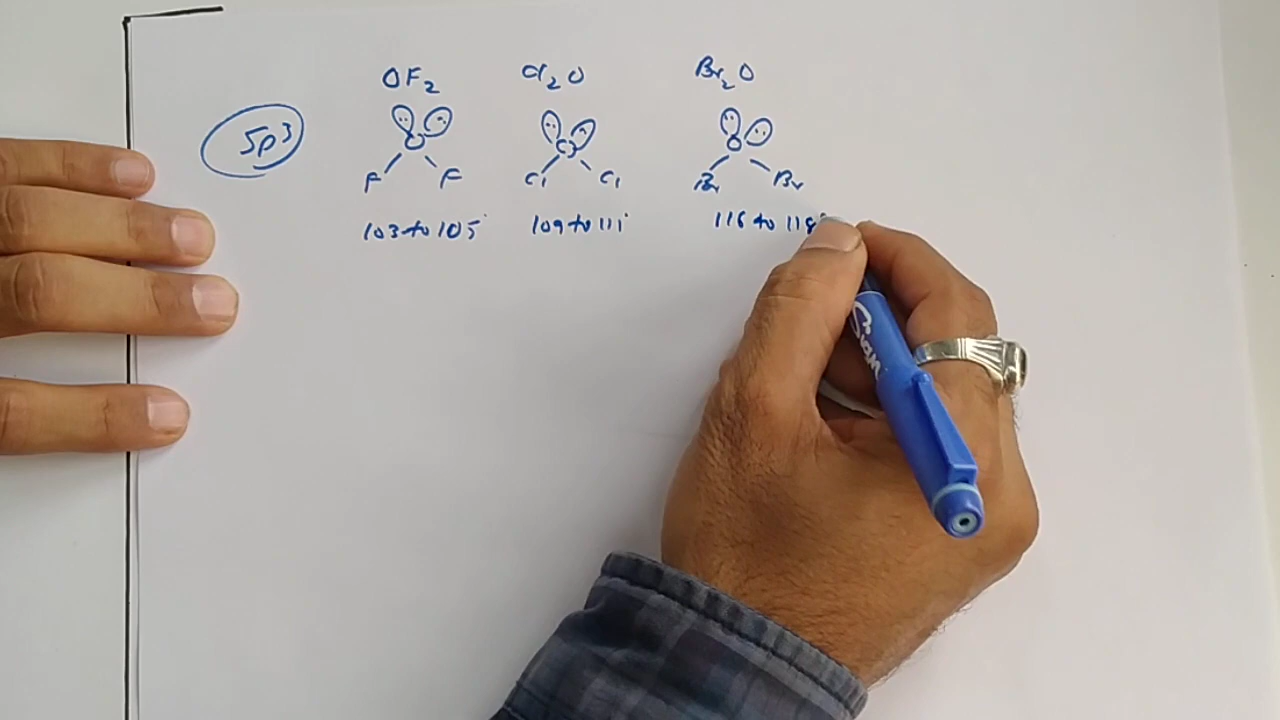 OF2 Cl2O Br2O
sp3
O O O
F F Cl Cl Br Br
103 to 105° 109 to 111° 116 to 118°